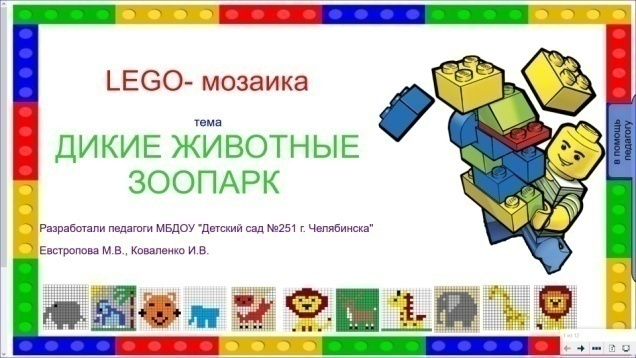 LEGO- мозаика
тема
ДИКИЕ ЖИВОТНЫЕ
ЗООПАРК
Разработали педагоги МБДОУ "Детский сад №251 г. Челябинска"
Евстропова М.В., Коваленко И.В.
в помощь
педагогу